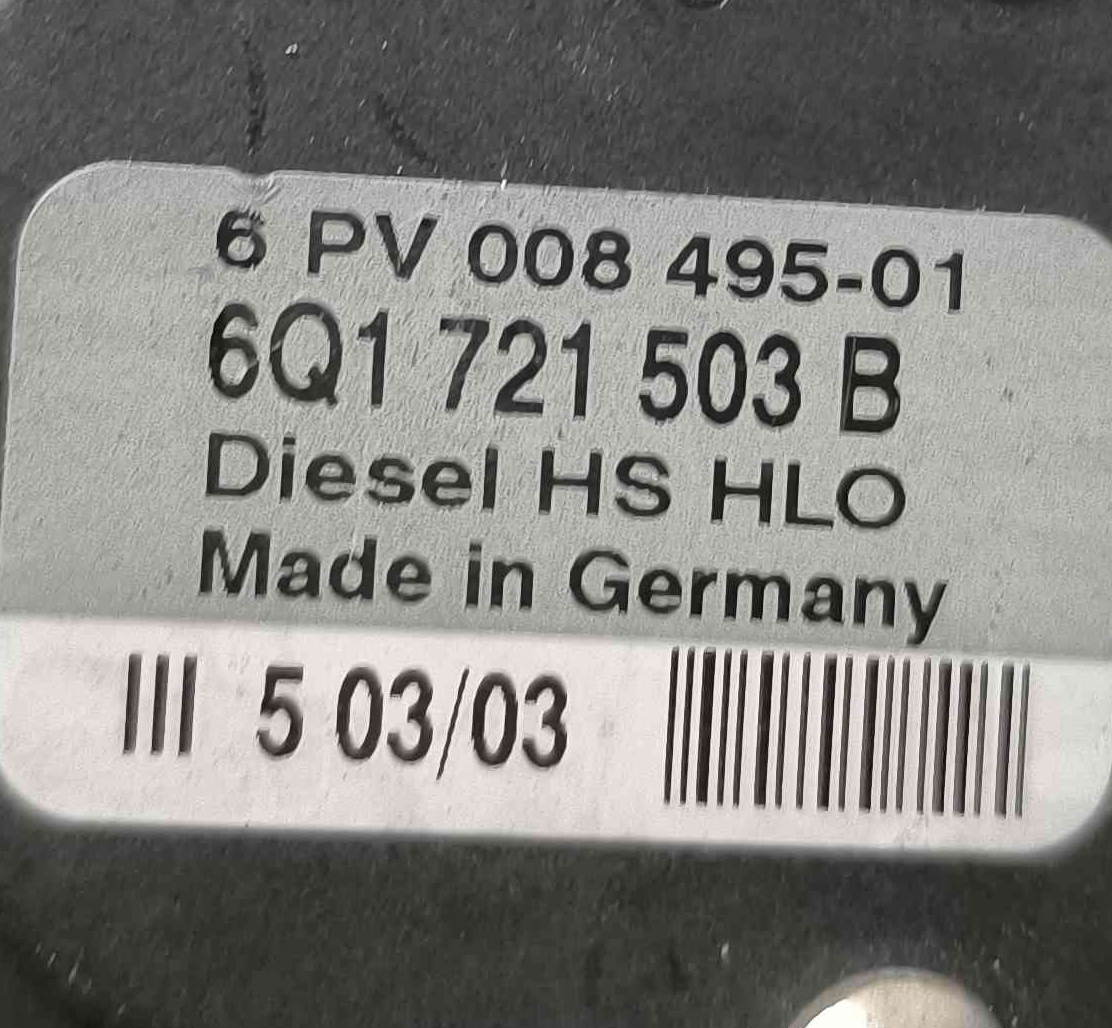 6 PV 008 495-01
6Q1 721 503 B
Diesel HS HLO
Made in Germany
III 5 03/03